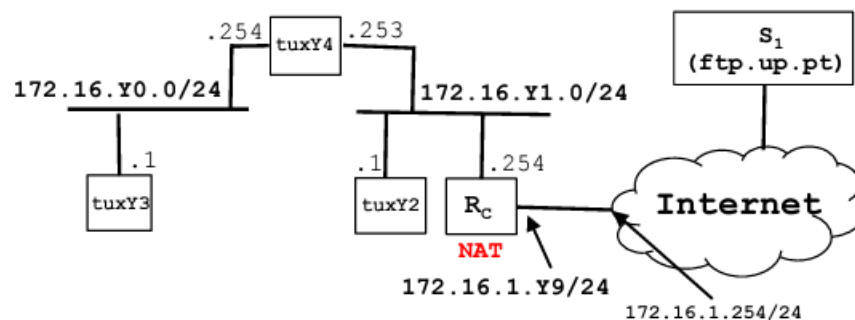 .254
tuxY4
.253
S1
(ftp.up.pt)
172.16.Y0.0/24
172.16.Y1.0/24
.1
tuxY3
.1
tuxY2
.254
Rc
NAT
Internet
172.16.1.Y9/24
172.16.1.254/24